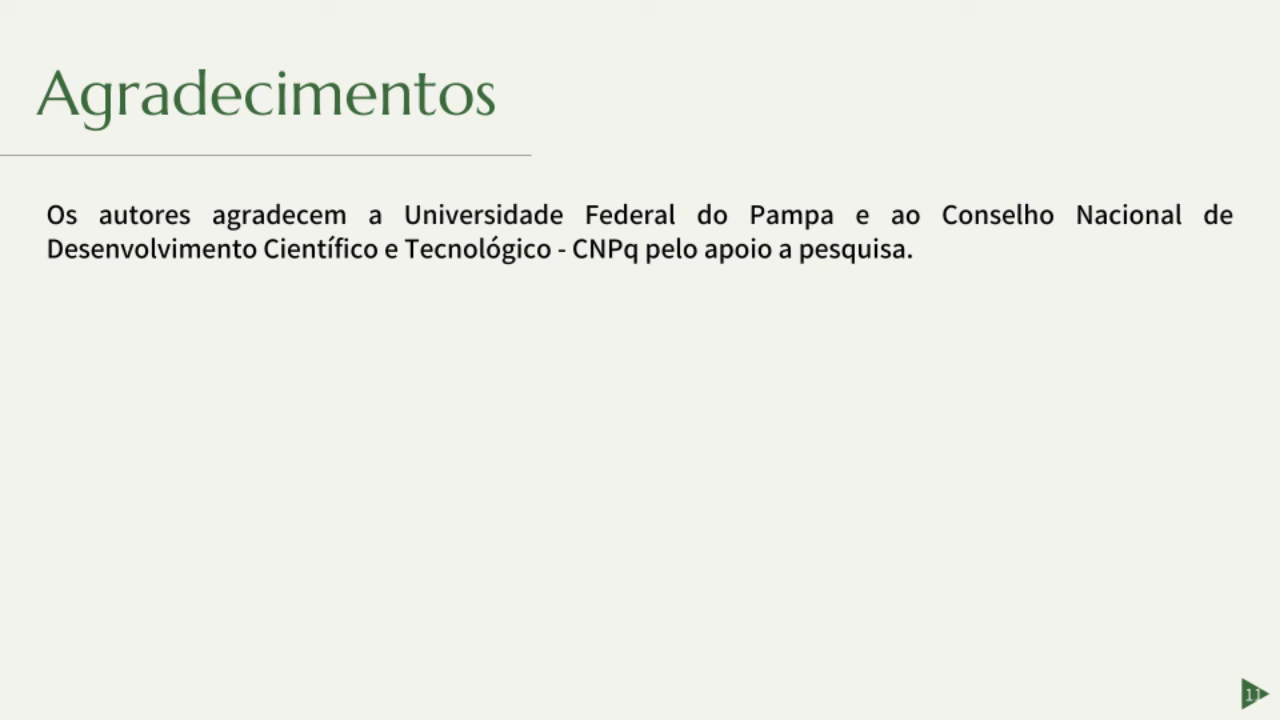 Agradecimentos
Os autores agradecem a Universidade Federal do Pampa e ao Conselho Nacional de
Desenvolvimento Científico e Tecnológico - CNPq pelo apoio a pesquisa.
11